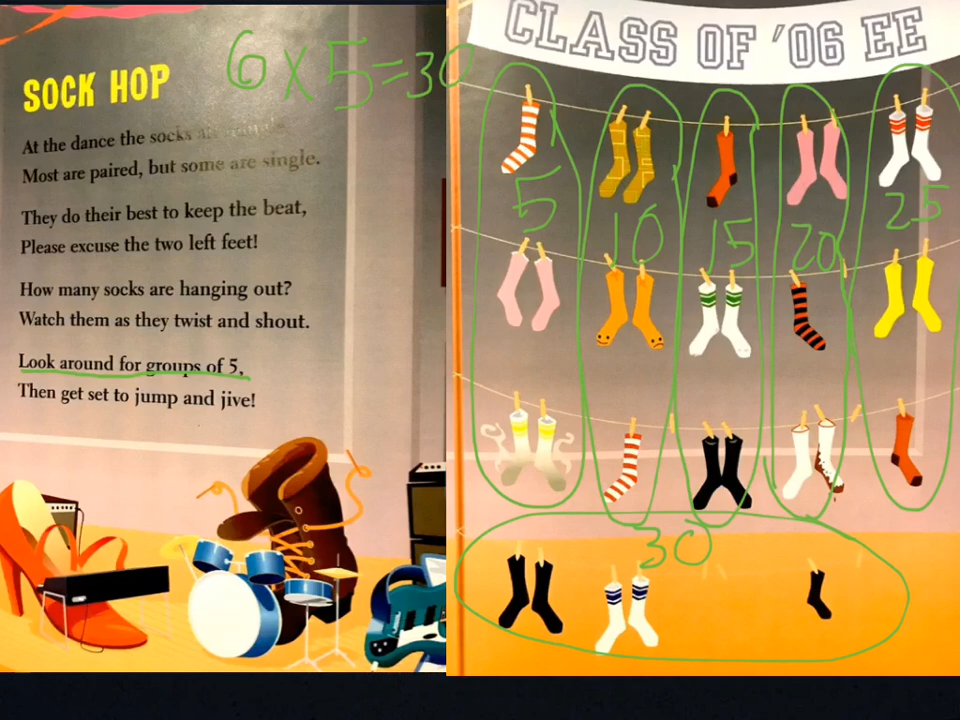 CLASS OF '06 EE
6 x 5 = 30
SOCK HOP
At the dance the socks
Most are paired, but some are single.
They do their best to keep the beat,
Please excuse the two left feet!
How many socks are hanging out?
Watch them as they twist and shout.
Look around for groups of 5,
Then get set to jump and jive!
5
10
15
20
25
30